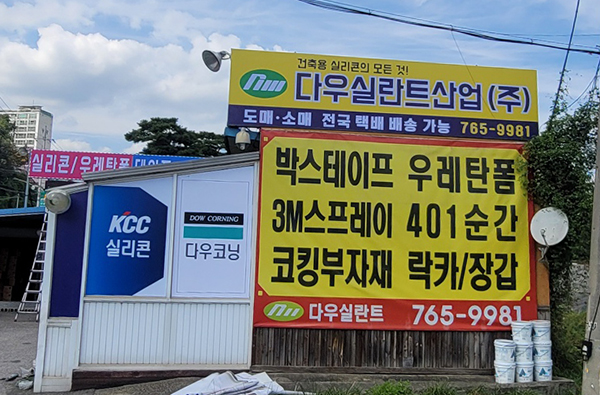 건축용 실리콘의 모든 것!
다우실란트산업(주)
도매·소매 전국 택배 배송 가능 765-9981
실리콘/우레탄폼
박스테이프 우레탄폼
3M스프레이 401순간
코킹부자재 락카/장갑
다우실란트 765-9981
KCC
실리콘
DOW CORNING
다우코닝